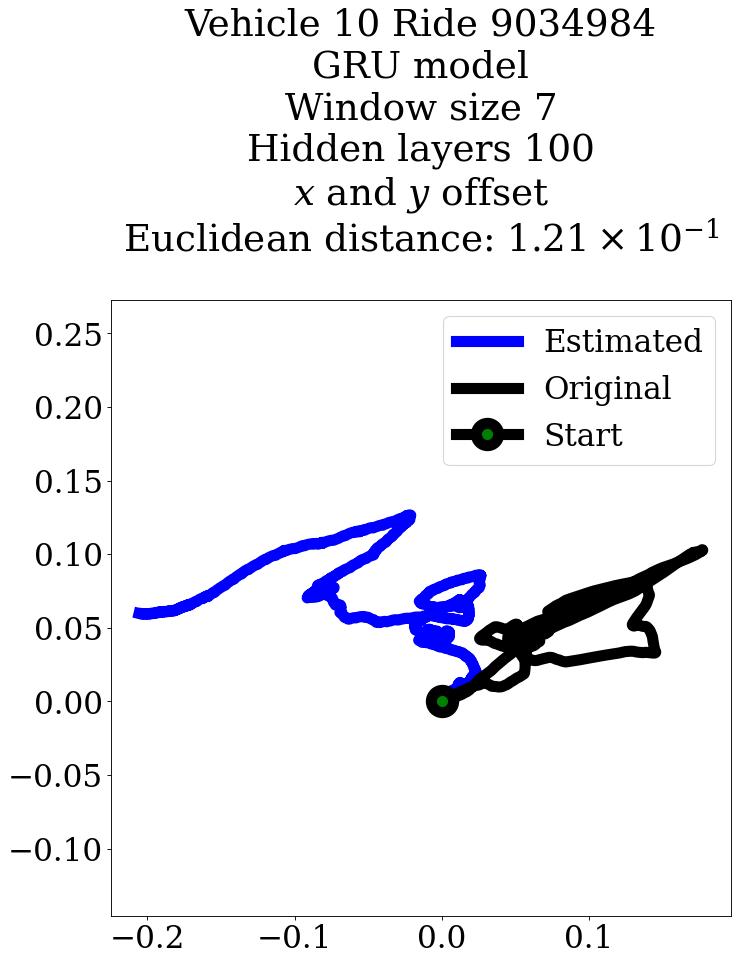 Vehicle 10 Ride 9034984
GRU model
Window size 7
Hidden layers 100
x and y offset
Euclidean distance: 1.21 × 10⁻¹
Estimated
Original
Start
0.25
0.20
0.15
0.10
0.05
0.00
−0.05
−0.10
−0.2
−0.1
0.0
0.1